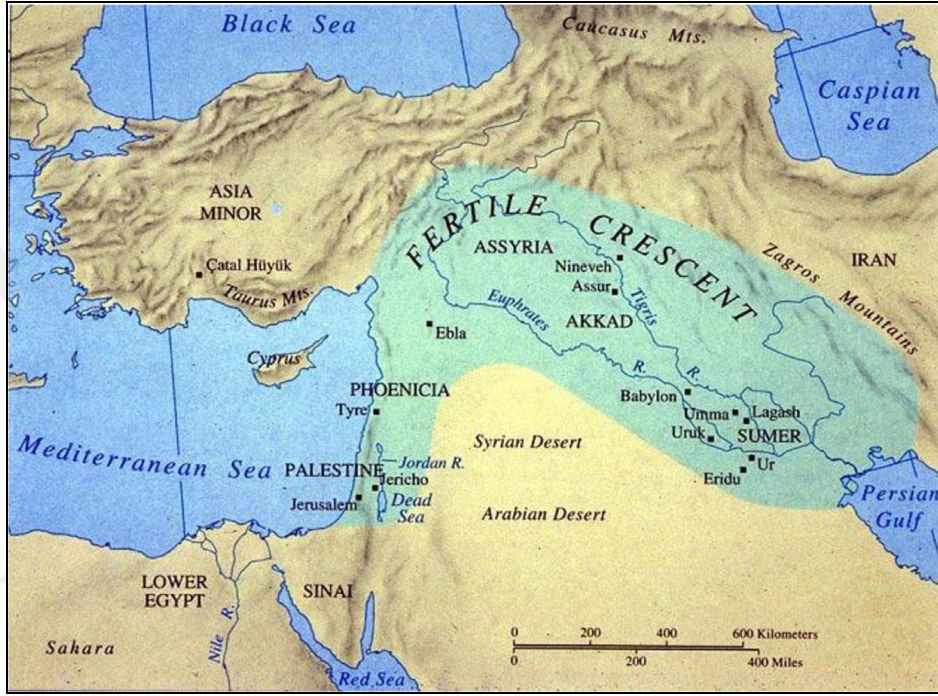 Black Sea
Caucasus Mts.
Caspian
Sea
ASIA
MINOR
FERTILE CRESCENT
ASSYRIA
Zagros Mountains
IRAN
Çatal Hüyük
Taurus Mts.
Nineveh
Assur
Tigris R.
Euphrates R.
AKKAD
Ebla
Cyprus
PHOENICIA
Tyre
Babylon
Umma
Lagash
Uruk
SUMER
Ur
Eridu
Mediterranean Sea
Syrian Desert
PALESTINE
Jordan R.
Jericho
Jerusalem
Dead
Sea
Arabian Desert
Persian
Gulf
LOWER
EGYPT
SINAI
Nile R.
Sahara
Red Sea
0 200 400 600 Kilometers
0 200 400 Miles